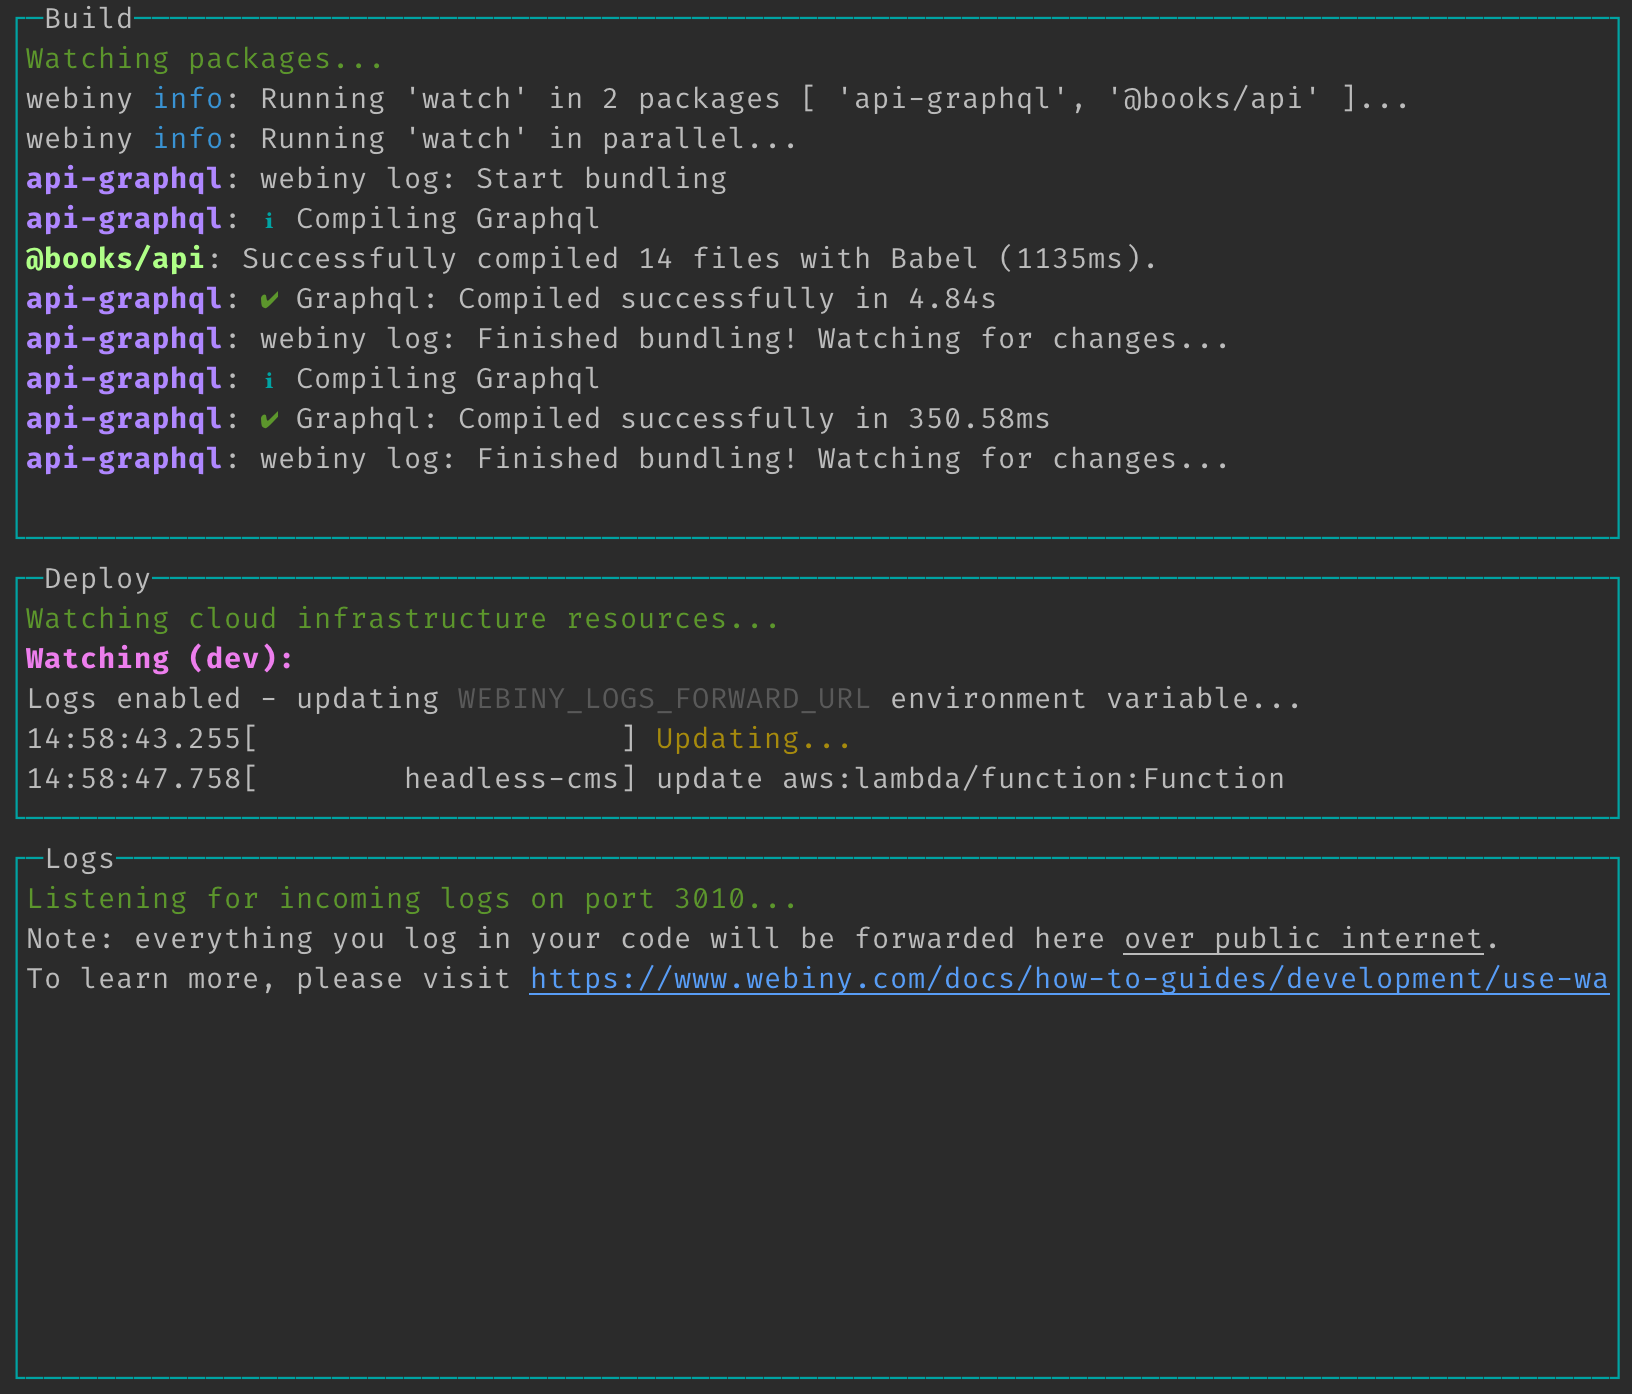 Build
Watching packages...
webiny info: Running 'watch' in 2 packages [ 'api-graphql', '@books/api' ]...
webiny info: Running 'watch' in parallel...
api-graphql: webiny log: Start bundling
api-graphql: ℹ Compiling Graphql
@books/api: Successfully compiled 14 files with Babel (1135ms).
api-graphql: ✔ Graphql: Compiled successfully in 4.84s
api-graphql: webiny log: Finished bundling! Watching for changes...
api-graphql: ℹ Compiling Graphql
api-graphql: ✔ Graphql: Compiled successfully in 350.58ms
api-graphql: webiny log: Finished bundling! Watching for changes...
Deploy
Watching cloud infrastructure resources...
Watching (dev):
Logs enabled - updating WEBINY_LOGS_FORWARD_URL environment variable...
14:58:43.255[                    ] Updating...
14:58:47.758[        headless-cms] update aws:lambda/function:Function
Logs
Listening for incoming logs on port 3010...
Note: everything you log in your code will be forwarded here over public internet.
To learn more, please visit https://www.webiny.com/docs/how-to-guides/development/use-wa